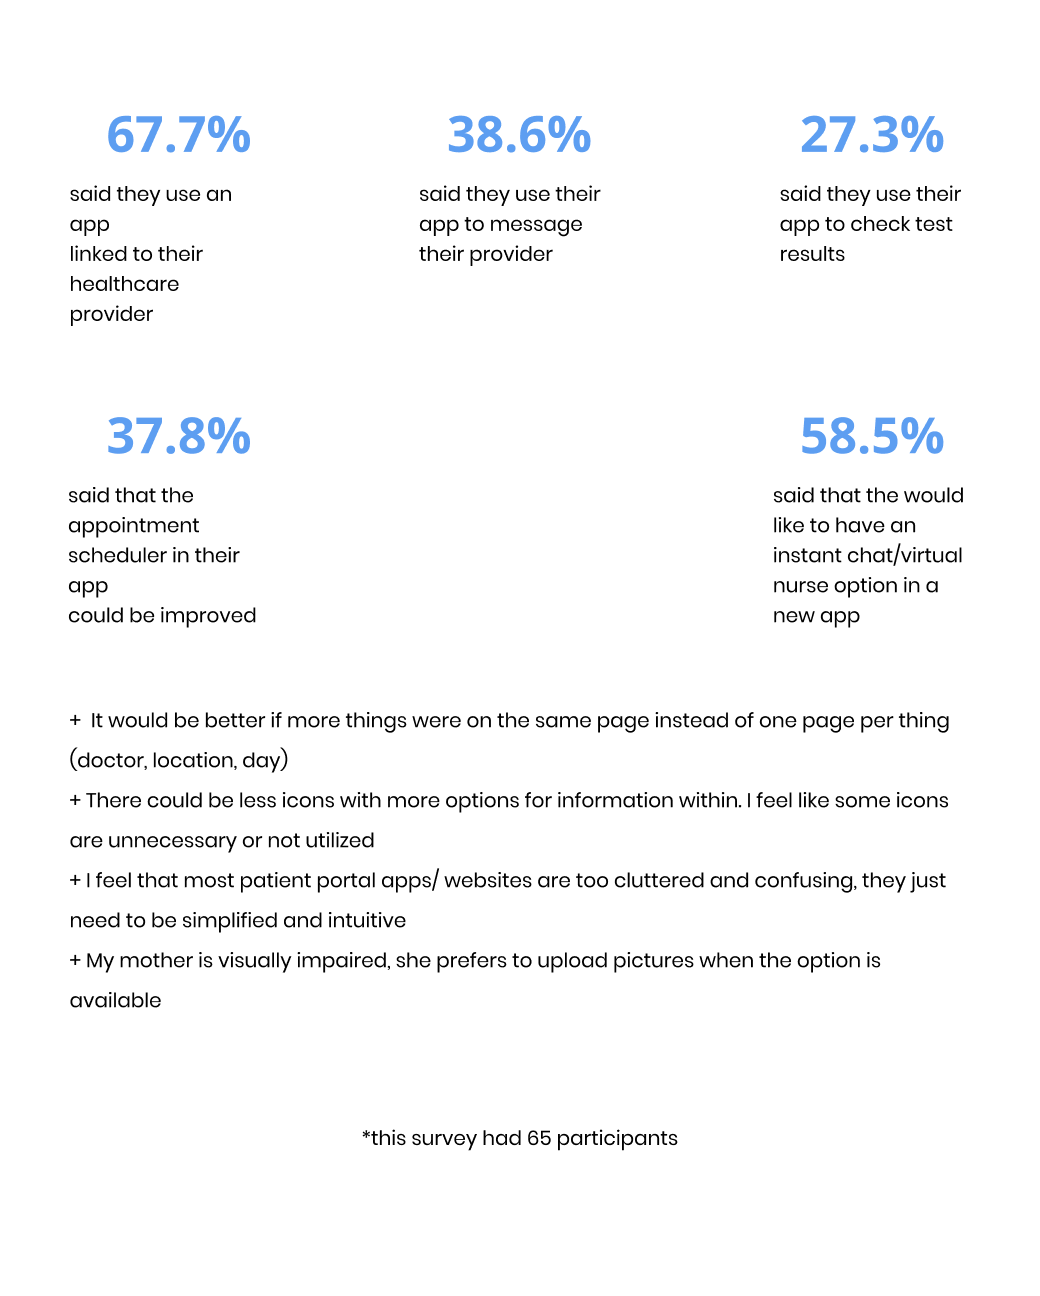 67.7%
said they use an
app
linked to their
healthcare
provider
38.6%
said they use their
app to message
their provider
27.3%
said they use their
app to check test
results
37.8%
said that the
appointment
scheduler in their
app
could be improved
58.5%
said that the would
like to have an
instant chat/virtual
nurse option in a
new app
+  It would be better if more things were on the same page instead of one page per thing
(doctor, location, day)
+ There could be less icons with more options for information within. I feel like some icons
are unnecessary or not utilized
+ I feel that most patient portal apps/ websites are too cluttered and confusing, they just
need to be simplified and intuitive
+ My mother is visually impaired, she prefers to upload pictures when the option is
available
*this survey had 65 participants